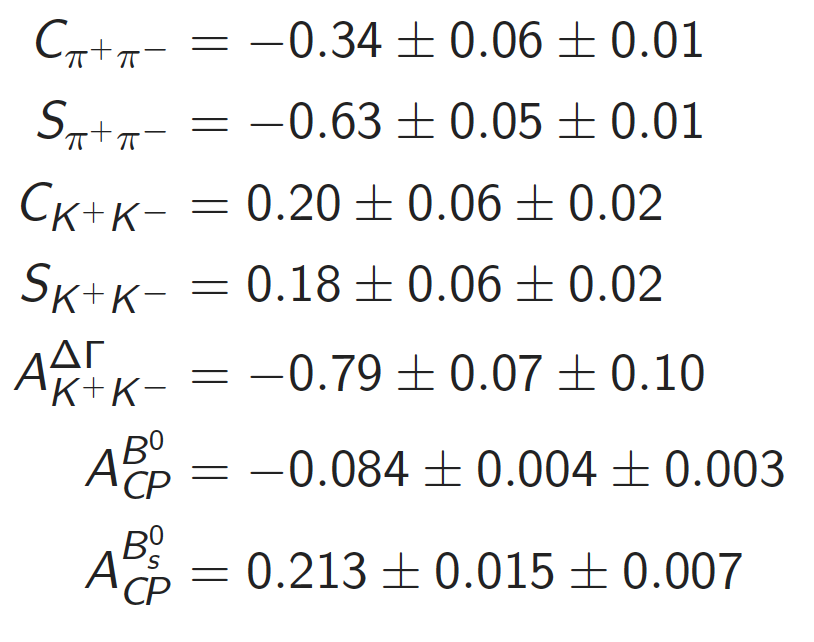 C_{π⁺π⁻} = −0.34 ± 0.06 ± 0.01
S_{π⁺π⁻} = −0.63 ± 0.05 ± 0.01
C_{K⁺K⁻} = 0.20 ± 0.06 ± 0.02
S_{K⁺K⁻} = 0.18 ± 0.06 ± 0.02
A^{ΔΓ}_{K⁺K⁻} = −0.79 ± 0.07 ± 0.10
A^{B⁰}_{CP} = −0.084 ± 0.004 ± 0.003
A^{B_s^0}_{CP} = 0.213 ± 0.015 ± 0.007